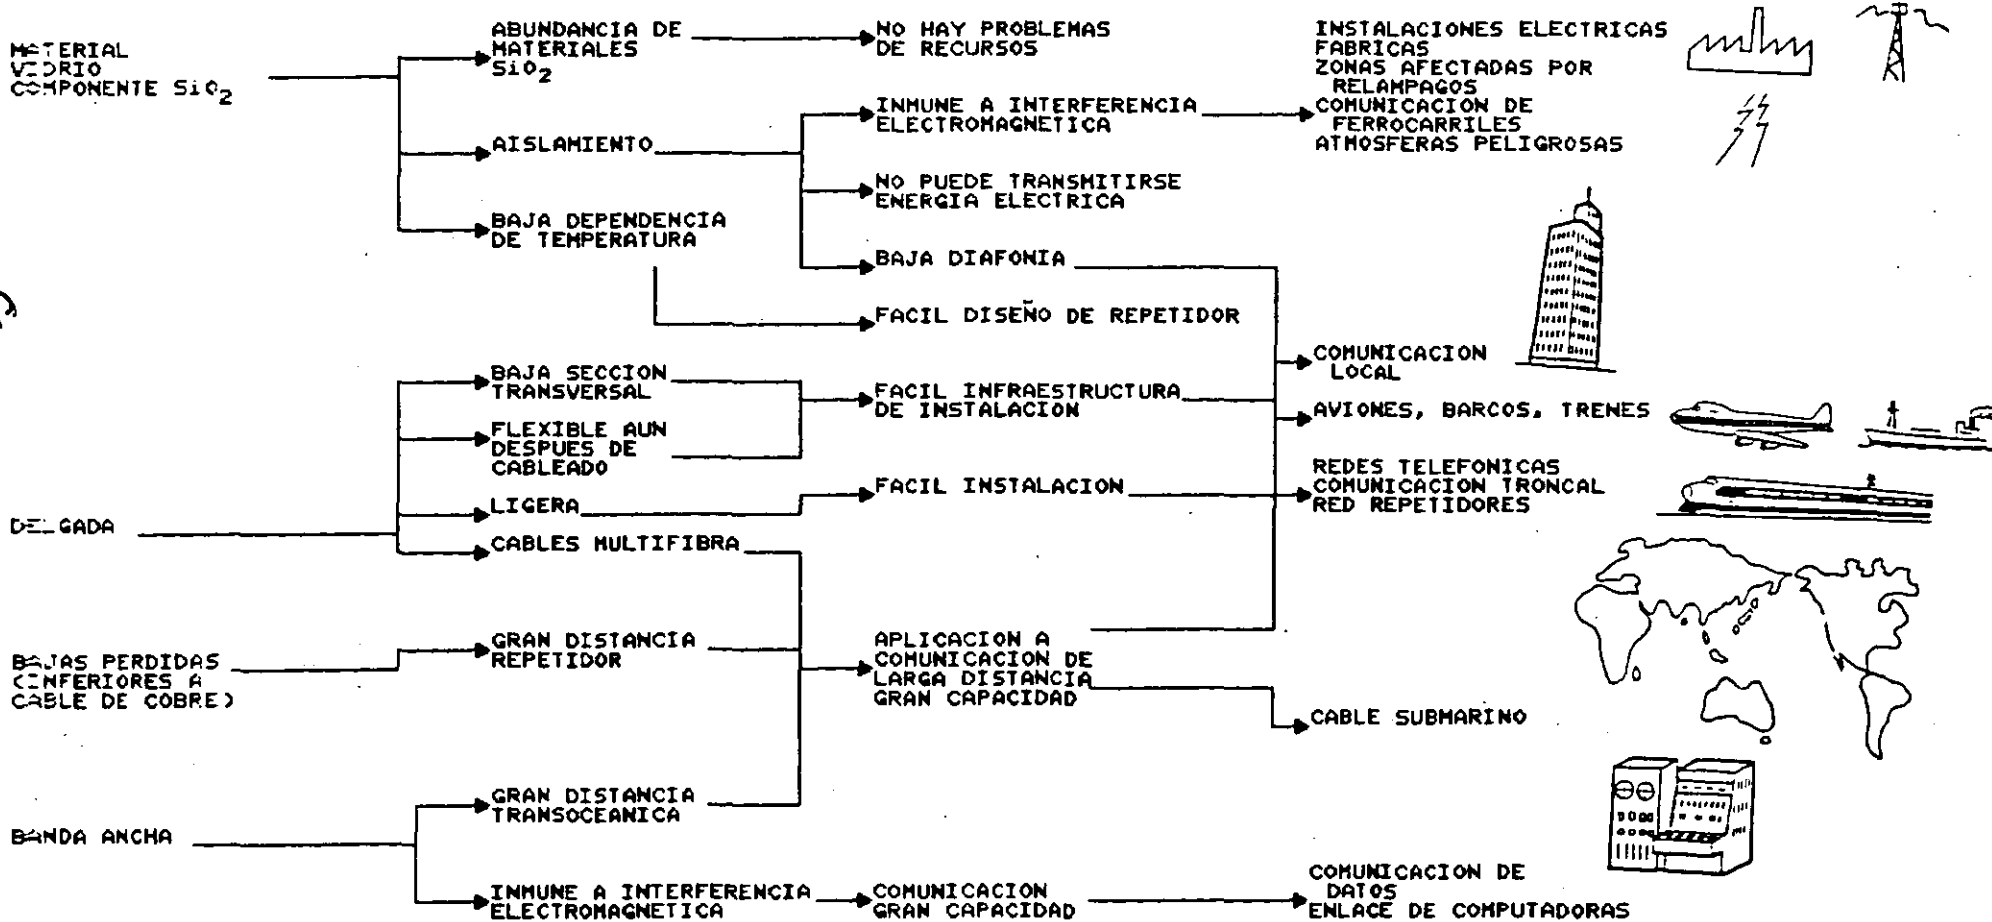 MATERIAL
VIDRIO
COMPONENTE SiO2
ABUNDANCIA DE
MATERIALES
SiO2
NO HAY PROBLEMAS
DE RECURSOS
INSTALACIONES ELECTRICAS
FABRICAS
ZONAS AFECTADAS POR
RELAMPAGOS
COMUNICACION DE
FERROCARRILES
ATMOSFERAS PELIGROSAS
AISLAMIENTO
INMUNE A INTERFERENCIA
ELECTROMAGNETICA
NO PUEDE TRANSMITIRSE
ENERGIA ELECTRICA
BAJA DEPENDENCIA
DE TEMPERATURA
BAJA DIAFONIA
FACIL DISEÑO DE REPETIDOR
COMUNICACION
LOCAL
BAJA SECCION
TRANSVERSAL
FACIL INFRAESTRUCTURA
DE INSTALACION
AVIONES, BARCOS, TRENES
FLEXIBLE AUN
DESPUES DE
CABLEADO
REDES TELEFONICAS
COMUNICACION TRONCAL
RED REPETIDORES
FACIL INSTALACION
LIGERA
DELGADA
CABLES MULTIFIBRA
BAJAS PERDIDAS
(INFERIORES A
CABLE DE COBRE)
GRAN DISTANCIA
REPETIDOR
APLICACION A
COMUNICACION DE
LARGA DISTANCIA
GRAN CAPACIDAD
CABLE SUBMARINO
GRAN DISTANCIA
TRANSOCEANICA
BANDA ANCHA
INMUNE A INTERFERENCIA
ELECTROMAGNETICA
COMUNICACION
GRAN CAPACIDAD
COMUNICACION DE
DATOS
ENLACE DE COMPUTADORAS